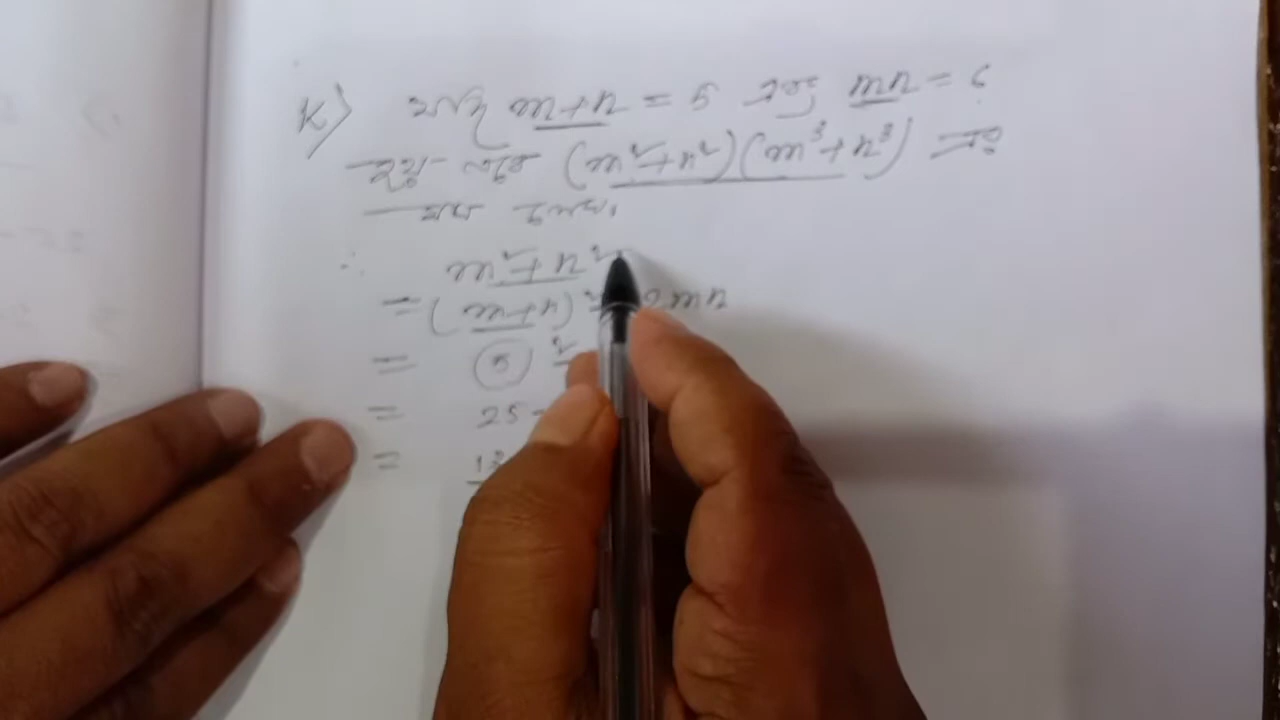 K) যদি m+n = 5 এবং mn = 6
হয় তবে (m²+n²)(m³+n³) এর
মান লেখ।
∴ m²+n²
= (m+n)² 2mn
= 5 ²
= 25 -
= 13